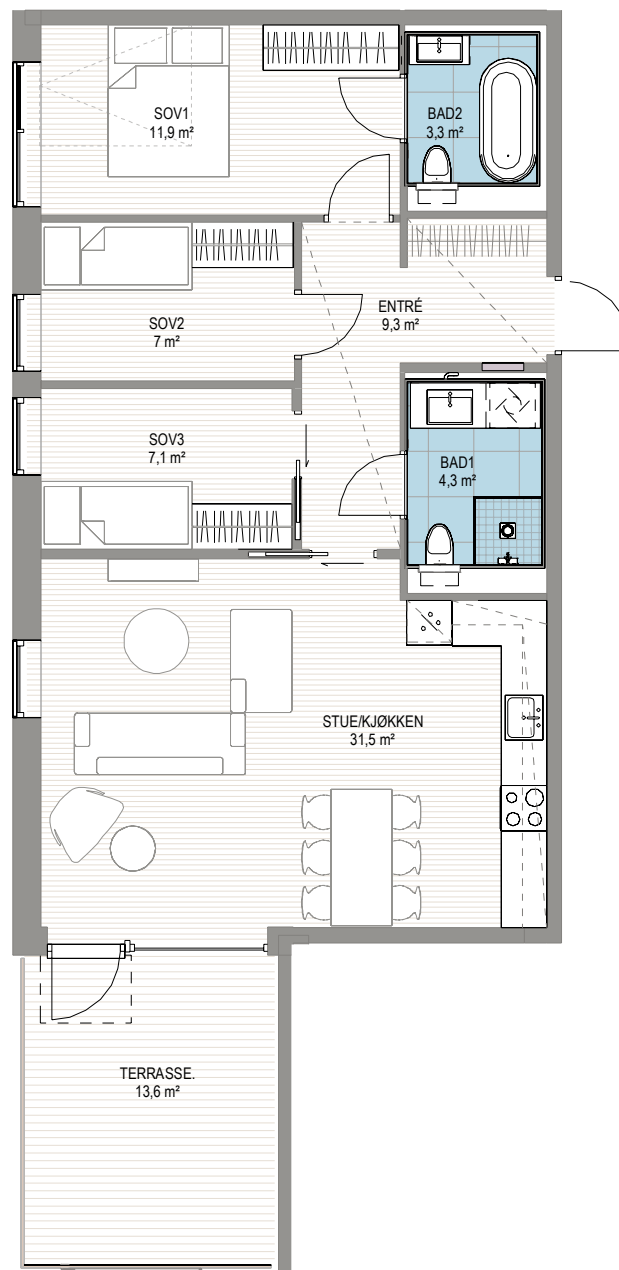 SOV1
11,9 m²
BAD2
3,3 m²
SOV2
7 m²
ENTRÉ
9,3 m²
SOV3
7,1 m²
BAD1
4,3 m²
STUE/KJØKKEN
31,5 m²
TERRASSE.
13,6 m²